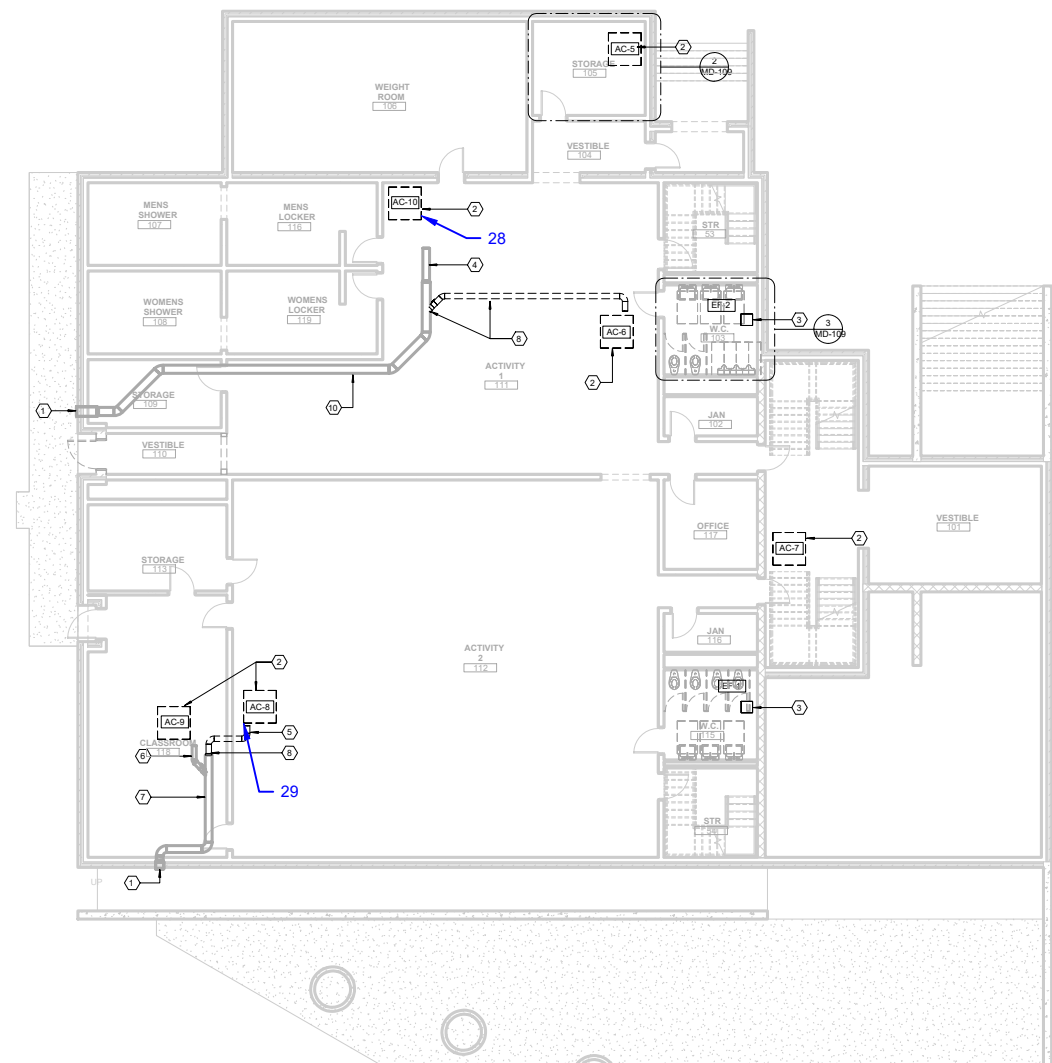 AC-5
2
STORAGE
105
2
MD-109
WEIGHT
ROOM
106
VESTIBLE
104
MENS
SHOWER
107
MENS
LOCKER
116
AC-10
2
28
STR
53
4
WOMENS
SHOWER
108
WOMENS
LOCKER
119
EF-2
3
W.C.
103
3
MD-109
8
AC-6
2
ACTIVITY
1
111
STORAGE
109
1
10
JAN
102
VESTIBLE
110
OFFICE
117
VESTIBLE
101
2
AC-7
STORAGE
113
JAN
116
ACTIVITY
2
112
2
AC-8
AC-9
EF-1
3
W.C.
115
5
CLASSROOM
118
8
6
7
29
STR
1
UP